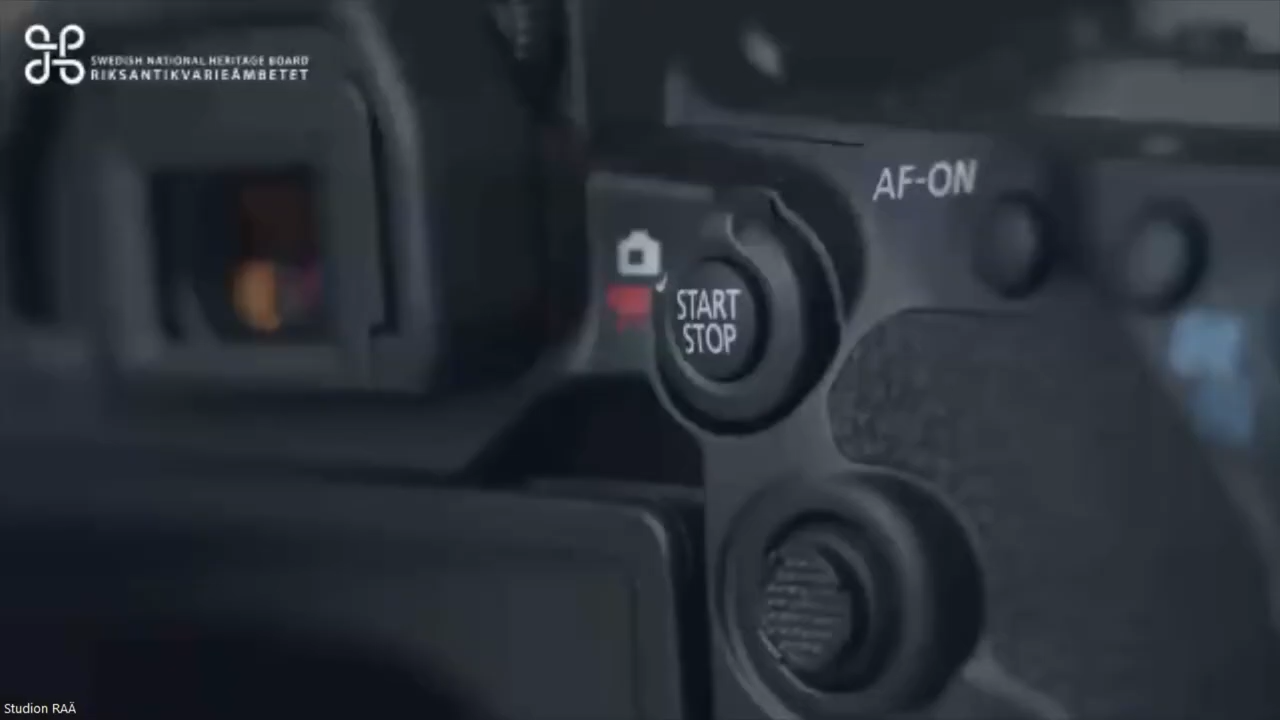 SWEDISH NATIONAL HERITAGE BOARD
RIKSANTIKVARIEÄMBETET
AF-ON
START
STOP
Studion RAÄ